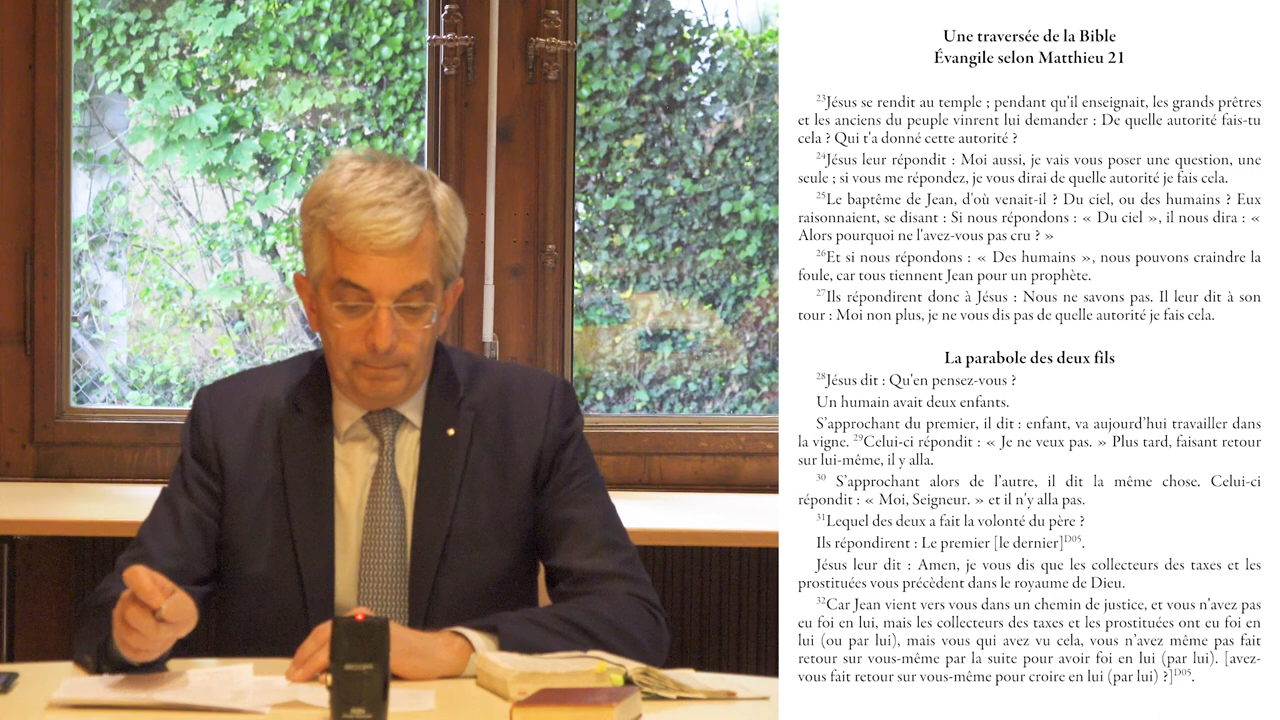 Une traversée de la Bible
Évangile selon Matthieu 21
23Jésus se rendit au temple ; pendant qu'il enseignait, les grands prêtres
et les anciens du peuple vinrent lui demander : De quelle autorité fais-tu
cela ? Qui t'a donné cette autorité ?
24Jésus leur répondit : Moi aussi, je vais vous poser une question, une
seule ; si vous me répondez, je vous dirai de quelle autorité je fais cela.
25Le baptême de Jean, d'où venait-il ? Du ciel, ou des humains ? Eux
raisonnaient, se disant : Si nous répondons : « Du ciel », il nous dira : «
Alors pourquoi ne l'avez-vous pas cru ? »
26Et si nous répondons : « Des humains », nous pouvons craindre la
foule, car tous tiennent Jean pour un prophète.
27Ils répondirent donc à Jésus : Nous ne savons pas. Il leur dit à son
tour : Moi non plus, je ne vous dis pas de quelle autorité je fais cela.
La parabole des deux fils
28Jésus dit : Qu'en pensez-vous ?
Un humain avait deux enfants.
S’approchant du premier, il dit : enfant, va aujourd’hui travailler dans
la vigne. 29Celui-ci répondit : « Je ne veux pas. » Plus tard, faisant retour
sur lui-même, il y alla.
30 S’approchant alors de l’autre, il dit la même chose. Celui-ci
répondit : « Moi, Seigneur. » et il n'y alla pas.
31Lequel des deux a fait la volonté du père ?
Ils répondirent : Le premier [le dernier]D05.
Jésus leur dit : Amen, je vous dis que les collecteurs des taxes et les
prostituées vous précèdent dans le royaume de Dieu.
32Car Jean vient vers vous dans un chemin de justice, et vous n'avez pas
eu foi en lui, mais les collecteurs des taxes et les prostituées ont eu foi en
lui (ou par lui), mais vous qui avez vu cela, vous n’avez même pas fait
retour sur vous-même par la suite pour avoir foi en lui (par lui). [avez-
vous fait retour sur vous-même pour croire en lui (par lui) ?]D05.